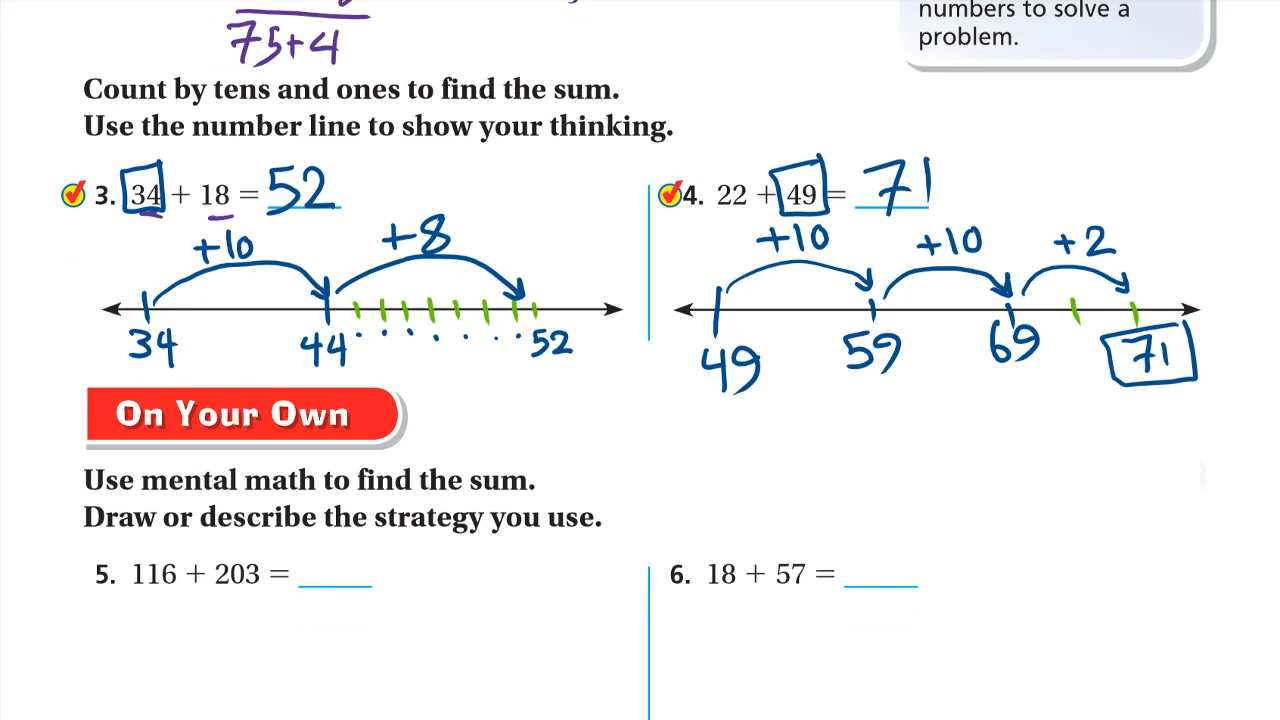 numbers to solve a
problem.
75+4
Count by tens and ones to find the sum.
Use the number line to show your thinking.
3. 34 + 18 = 52
+10 +8
34 44 52
4. 22 + 49 = 71
+10 +10 +2
49 59 69 71
On Your Own
Use mental math to find the sum.
Draw or describe the strategy you use.
5. 116 + 203 =
6. 18 + 57 =